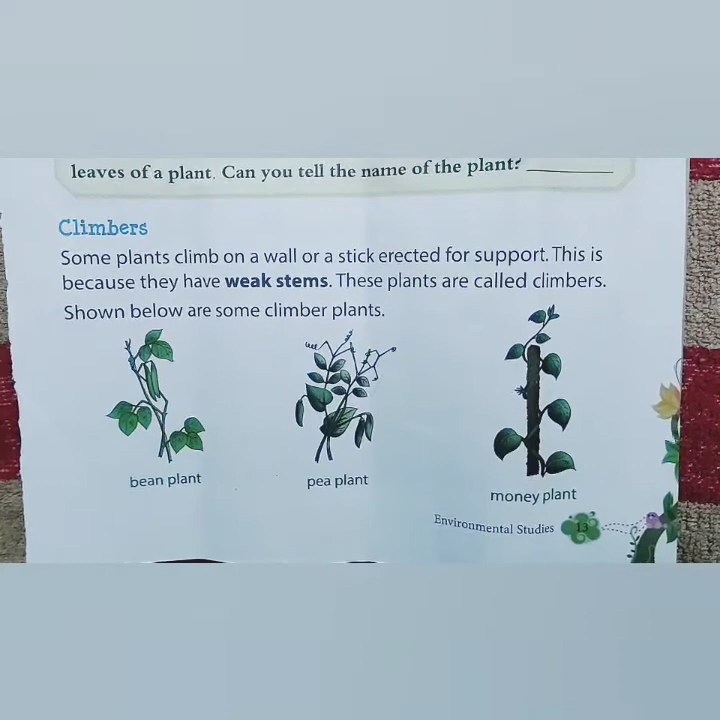 leaves of a plant. Can you tell the name of the plant? ________
Climbers
Some plants climb on a wall or a stick erected for support. This is
because they have weak stems. These plants are called climbers.
Shown below are some climber plants.
bean plant
pea plant
money plant
Environmental Studies 13